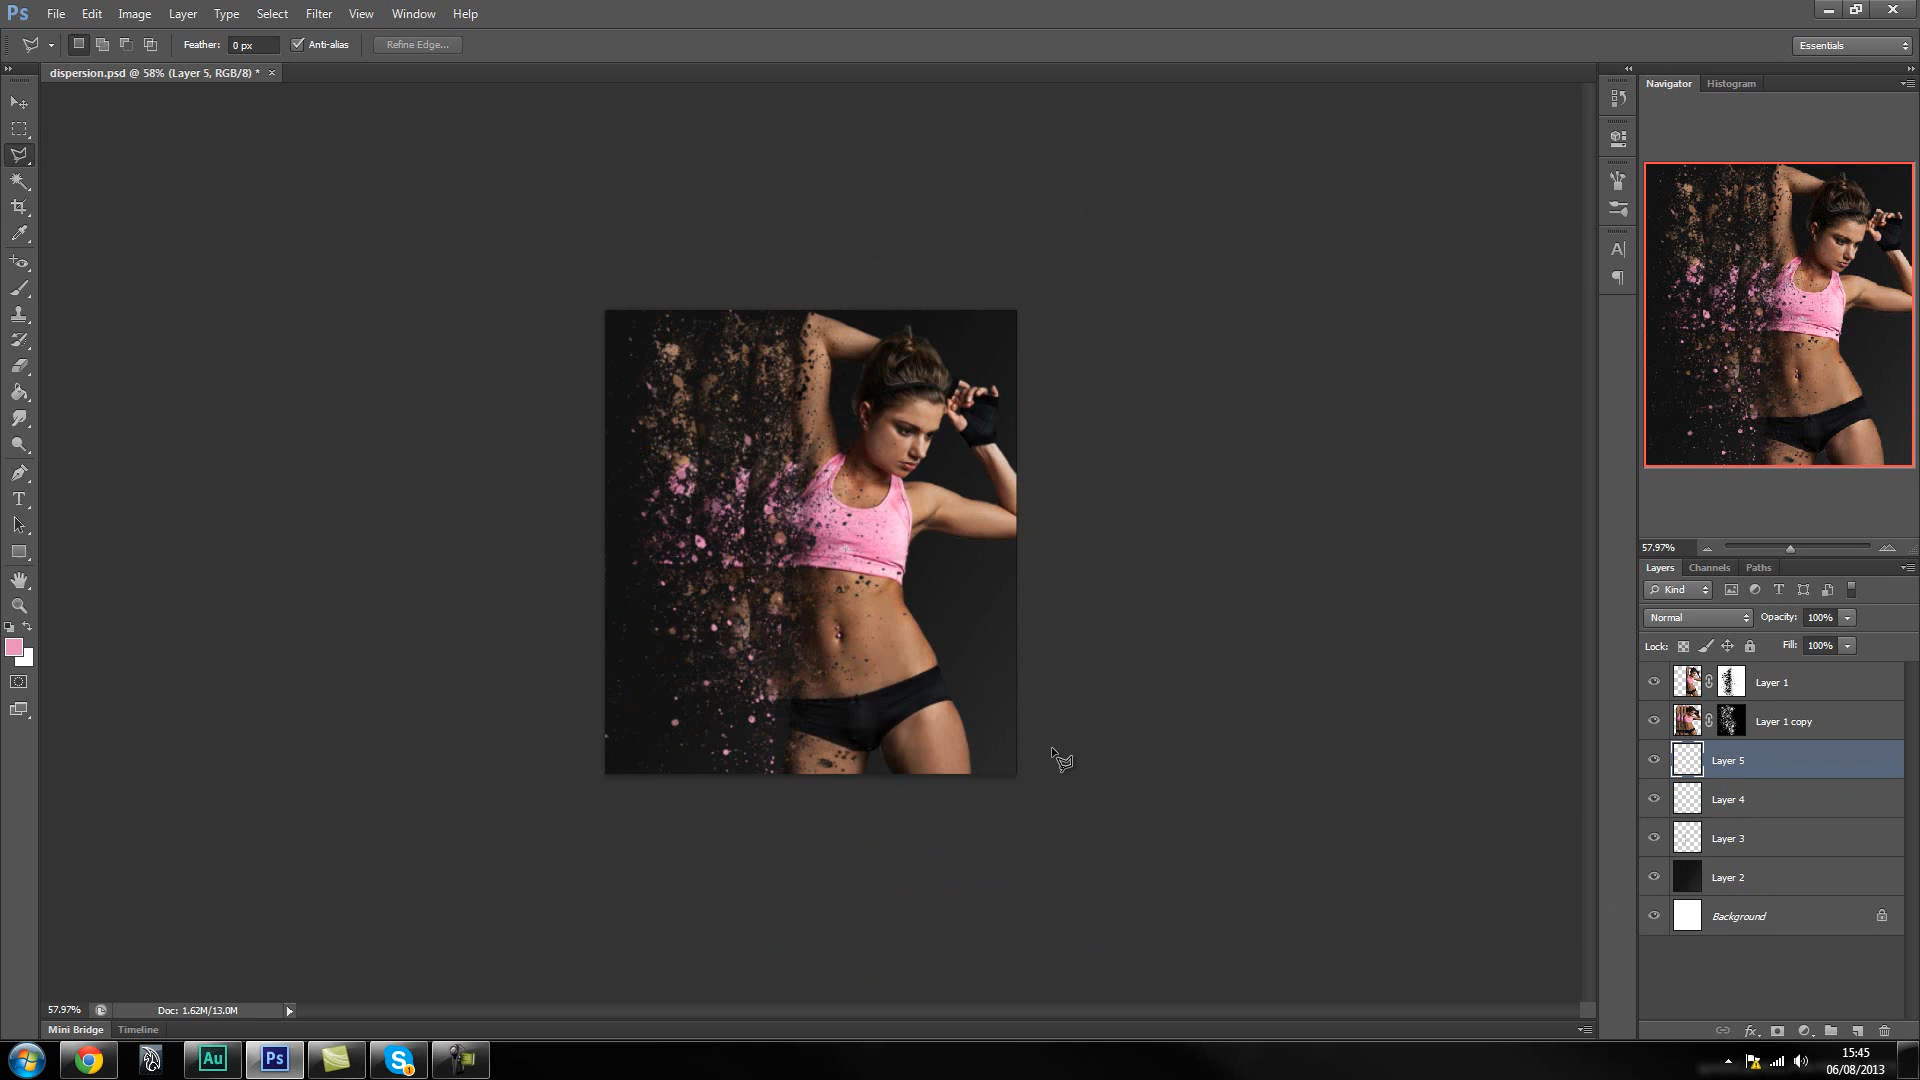 Ps File Edit Image Layer Type Select Filter View Window Help
Feather: 0 px Anti-alias Refine Edge... Essentials
dispersion.psd @ 58% (Layer 5, RGB/8) * ×
Navigator Histogram
57.97%
Layers Channels Paths
Kind
Normal Opacity: 100%
Lock: Fill: 100%
Layer 1
Layer 1 copy
Layer 5
Layer 4
Layer 3
Layer 2
Background
57.97% Doc: 1.62M/13.0M
Mini Bridge Timeline
Au Ps S 1
15:45
06/08/2013